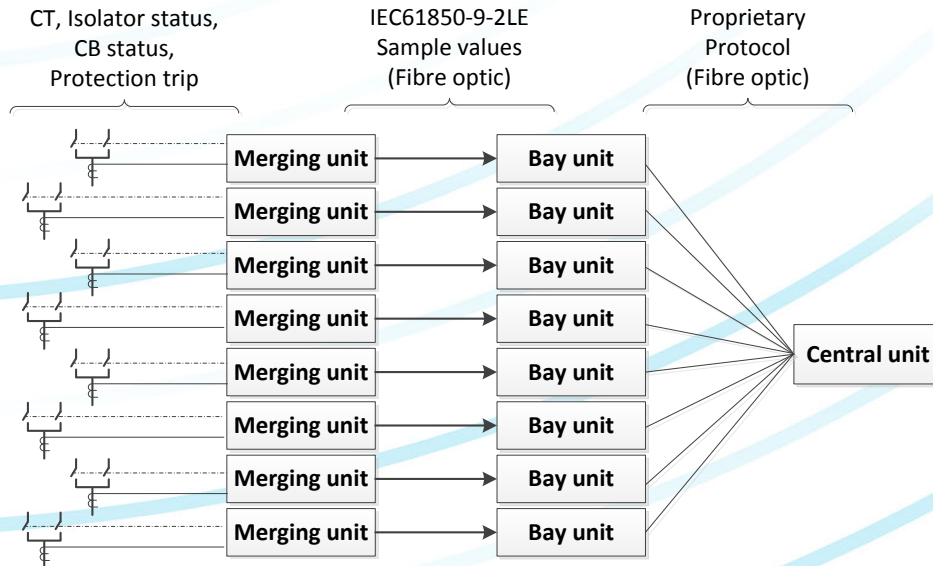 CT, Isolator status,
CB status,
Protection trip
IEC61850-9-2LE
Sample values
(Fibre optic)
Proprietary
Protocol
(Fibre optic)
Merging unit
Bay unit
Merging unit
Bay unit
Merging unit
Bay unit
Merging unit
Bay unit
Central unit
Merging unit
Bay unit
Merging unit
Bay unit
Merging unit
Bay unit
Merging unit
Bay unit